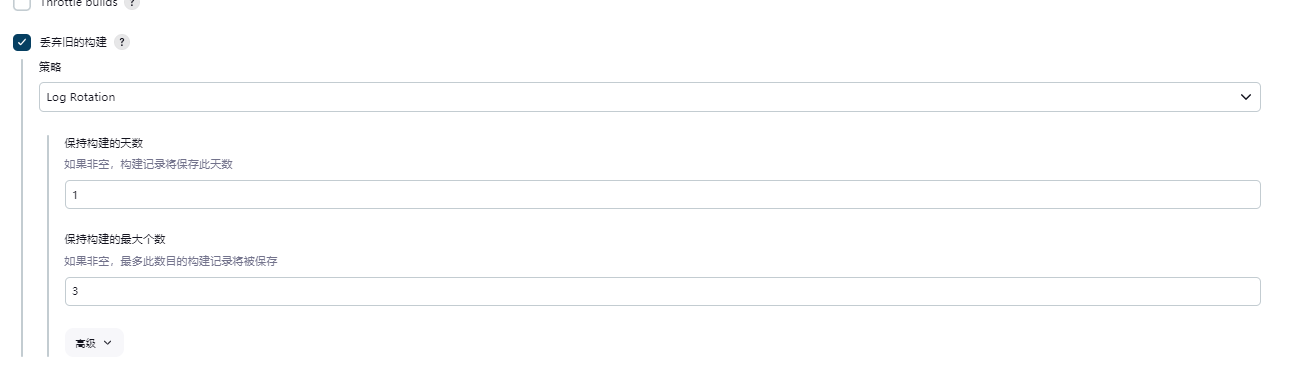 Throttle builds ?
丢弃旧的构建 ?
策略
Log Rotation
保持构建的天数
如果非空，构建记录将保存此天数
1
保持构建的最大个数
如果非空，最多此数目的构建记录将被保存
3
高级